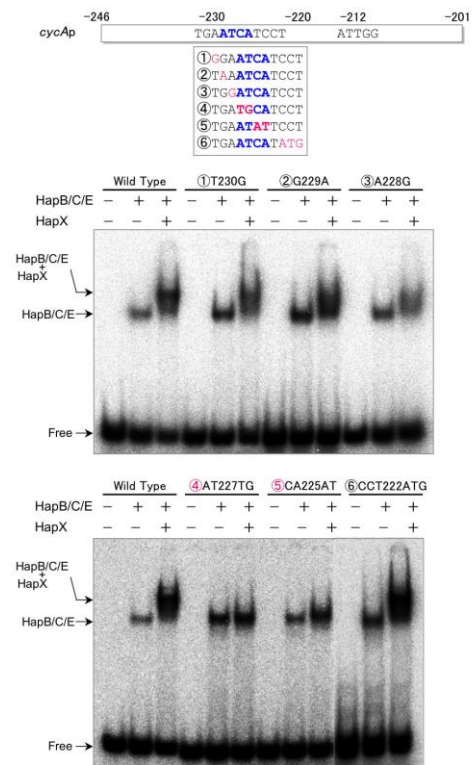 −246 −230 −220 −212 −201
cycAp TGAATCATCCT ATTGG
①GGAATCATCCT
②TAAATCATCCT
③TGGATCATCCT
④TGATGCATCCT
⑤TGAATATTCCT
⑥TGAATCATATG
Wild Type ①T230G ②G229A ③A228G
HapB/C/E − + + − + + − + + − + +
HapX − − + − − + − − + − − +
HapB/C/E
+
HapX
HapB/C/E
Free
Wild Type ④AT227TG ⑤CA225AT ⑥CCT222ATG
HapB/C/E − + + − + + − + + − + +
HapX − − + − − + − − + − − +
HapB/C/E
+
HapX
HapB/C/E
Free